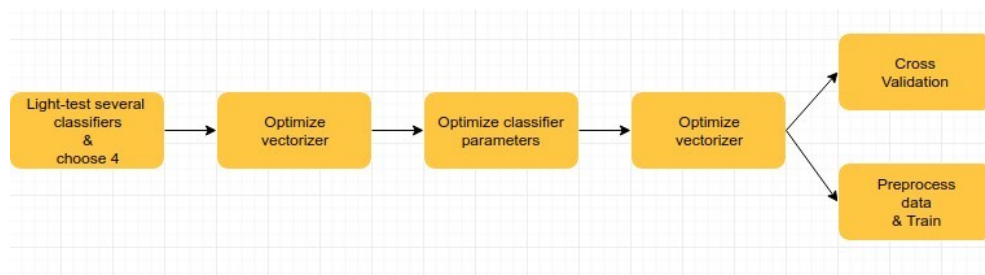 Light-test several
classifiers
&
choose 4
Optimize
vectorizer
Optimize classifier
parameters
Optimize
vectorizer
Cross
Validation
Preprocess
data
& Train